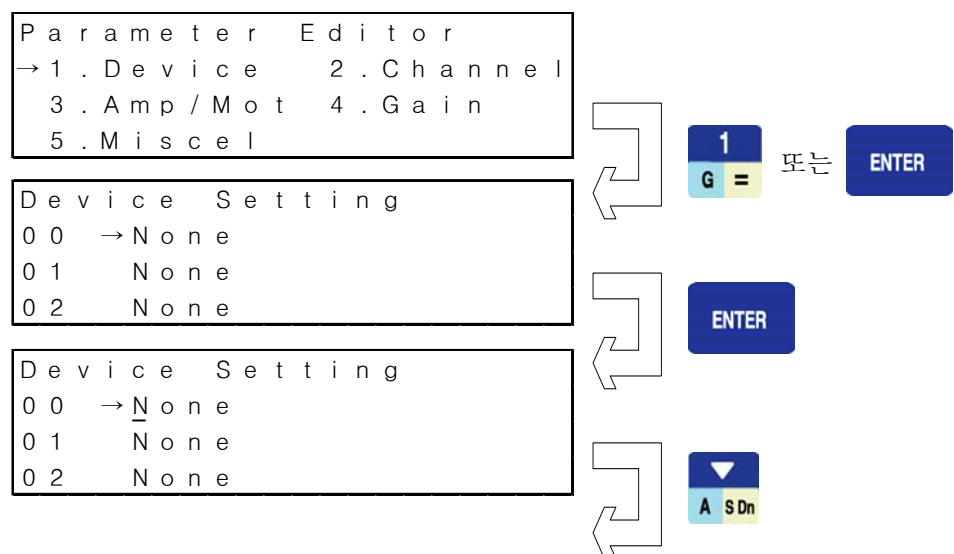 Parameter Editor
→1.Device 2.Channel
3.Amp/Mot 4.Gain
5.Miscel
1
G =
또는
ENTER
Device Setting
00 →None
01 None
02 None
ENTER
Device Setting
00 →None
01 None
02 None
▼
A S Dn